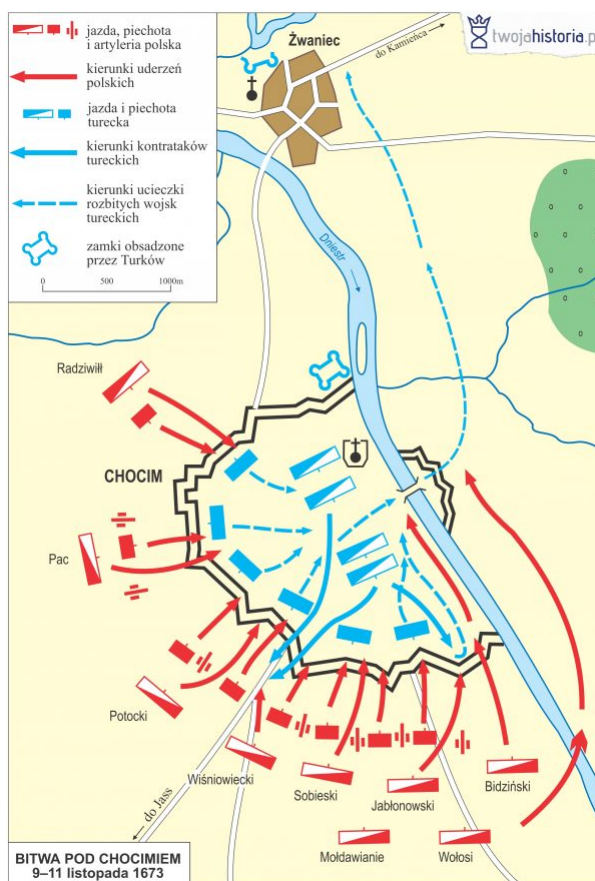 jazda, piechota
i artyleria polska
kierunki uderzeń
polskich
jazda i piechota
turecka
kierunki kontrataków
tureckich
kierunki ucieczki
rozbitych wojsk
tureckich
zamki obsadzone
przez Turków
0 500 1000m
twojahistoria.p
do Kamieńca
Żwaniec
Dniestr
Radziwiłł
CHOCIM
Pac
Potocki
Wiśniowiecki
Sobieski
Jabłonowski
Bidziński
Mołdawianie
Wołosi
do Jass
BITWA POD CHOCIMIEM
9–11 listopada 1673